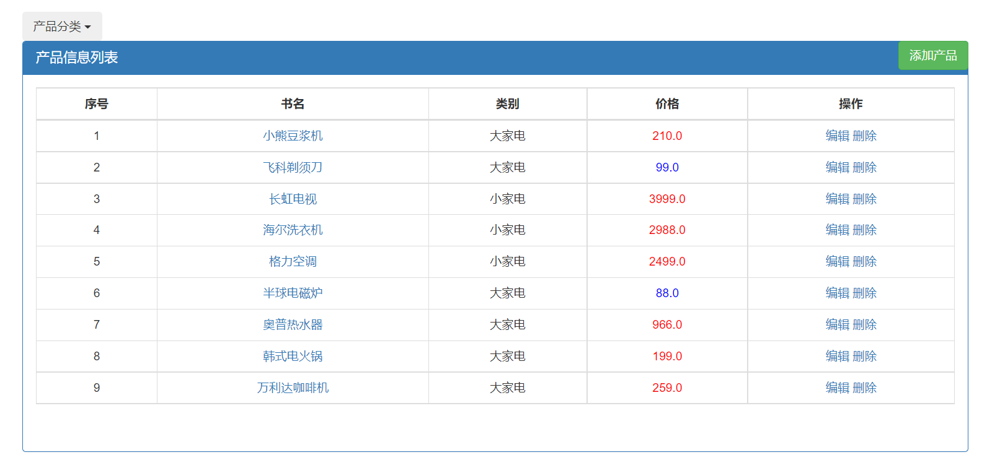 产品分类
产品信息列表 添加产品
序号 书名 类别 价格 操作
1 小熊豆浆机 大家电 210.0 编辑 删除
2 飞科剃须刀 大家电 99.0 编辑 删除
3 长虹电视 小家电 3999.0 编辑 删除
4 海尔洗衣机 小家电 2988.0 编辑 删除
5 格力空调 小家电 2499.0 编辑 删除
6 半球电磁炉 大家电 88.0 编辑 删除
7 奥普热水器 大家电 966.0 编辑 删除
8 韩式电火锅 大家电 199.0 编辑 删除
9 万利达咖啡机 大家电 259.0 编辑 删除